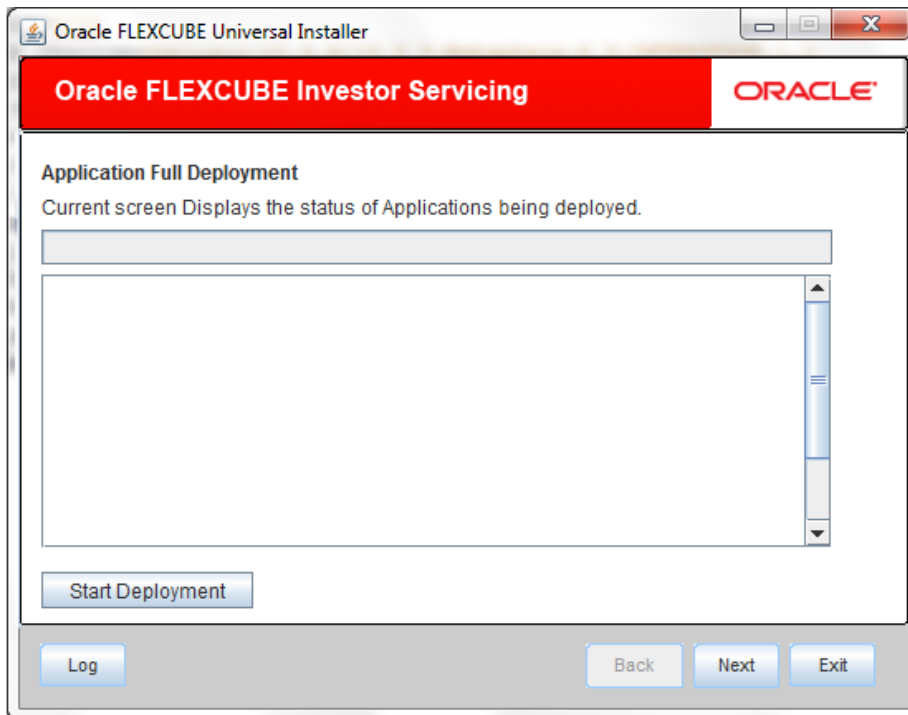 Oracle FLEXCUBE Universal Installer
Oracle FLEXCUBE Investor Servicing
ORACLE
Application Full Deployment
Current screen Displays the status of Applications being deployed.
Start Deployment
Log
Back
Next
Exit